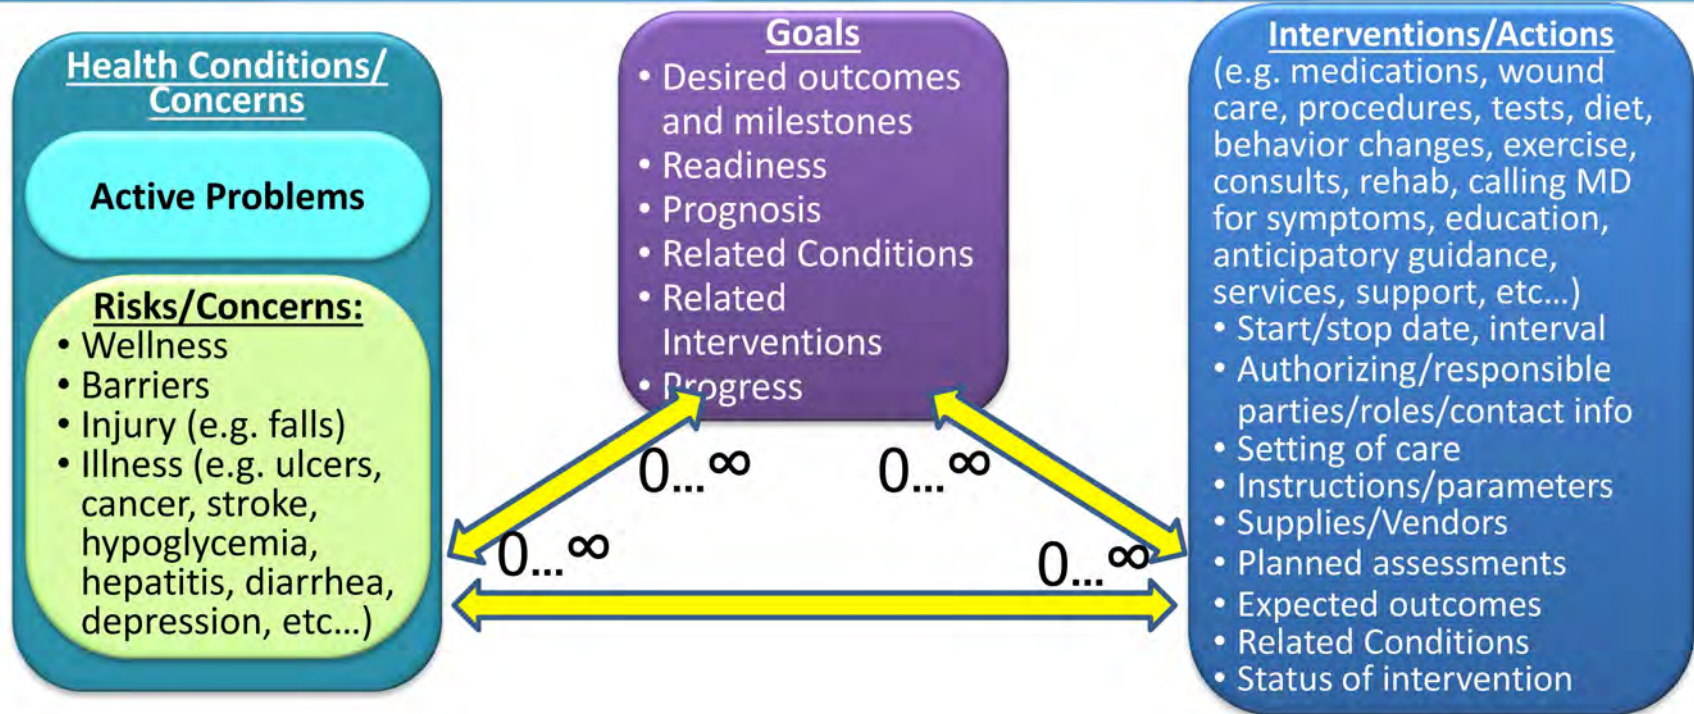 Health Conditions/
Concerns
Active Problems
Risks/Concerns:
• Wellness
• Barriers
• Injury (e.g. falls)
• Illness (e.g. ulcers,
cancer, stroke,
hypoglycemia,
hepatitis, diarrhea,
depression, etc...)
Goals
• Desired outcomes
and milestones
• Readiness
• Prognosis
• Related Conditions
• Related
Interventions
• Progress
0...∞
0...∞
0...∞
0...∞
Interventions/Actions
(e.g. medications, wound
care, procedures, tests, diet,
behavior changes, exercise,
consults, rehab, calling MD
for symptoms, education,
anticipatory guidance,
services, support, etc...)
• Start/stop date, interval
• Authorizing/responsible
parties/roles/contact info
• Setting of care
• Instructions/parameters
• Supplies/Vendors
• Planned assessments
• Expected outcomes
• Related Conditions
• Status of intervention